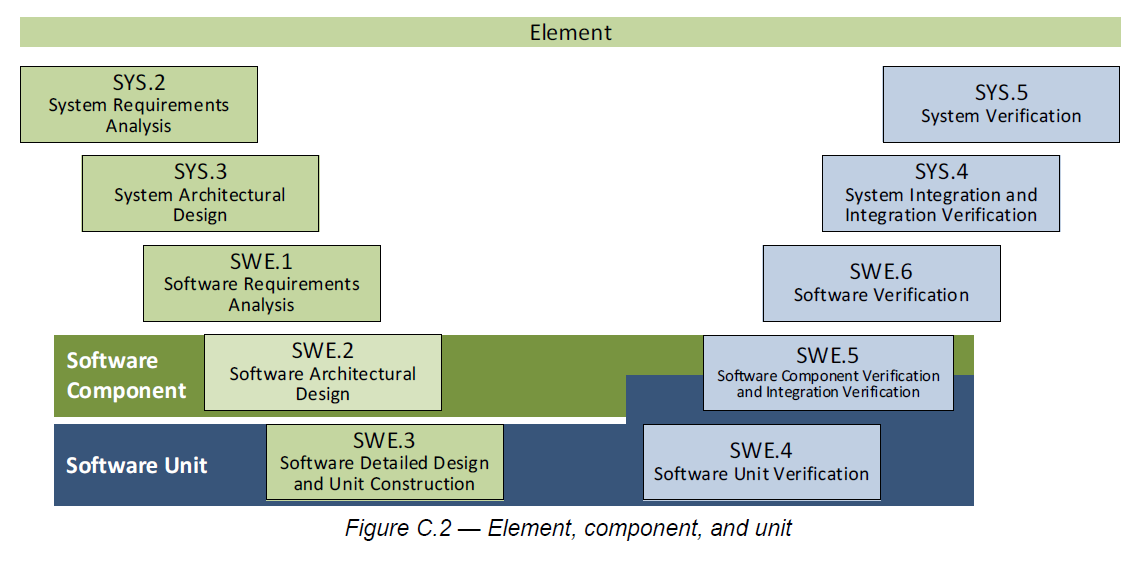 Element
SYS.2
System Requirements
Analysis
SYS.5
System Verification
SYS.3
System Architectural
Design
SYS.4
System Integration and
Integration Verification
SWE.1
Software Requirements
Analysis
SWE.6
Software Verification
Software
Component
SWE.2
Software Architectural
Design
SWE.5
Software Component Verification
and Integration Verification
Software Unit
SWE.3
Software Detailed Design
and Unit Construction
SWE.4
Software Unit Verification
Figure C.2 — Element, component, and unit